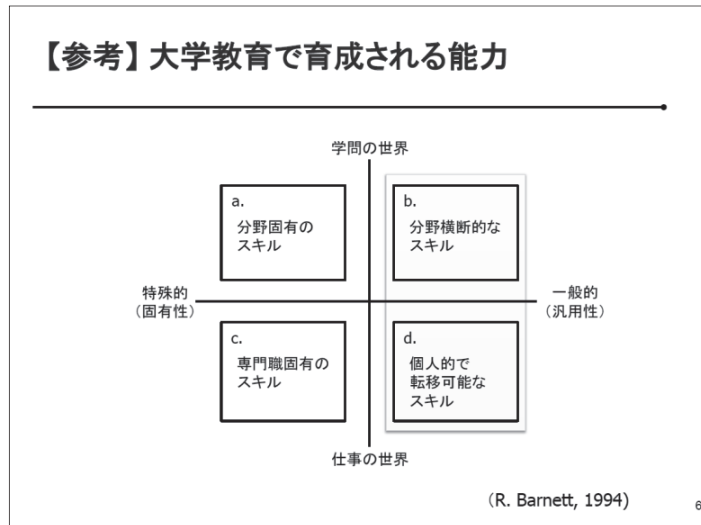 【参考】大学教育で育成される能力
学問の世界
a.
分野固有の
スキル
b.
分野横断的な
スキル
特殊的
（固有性）
一般的
（汎用性）
c.
専門職固有の
スキル
d.
個人的で
転移可能な
スキル
仕事の世界
（R. Barnett, 1994）
6